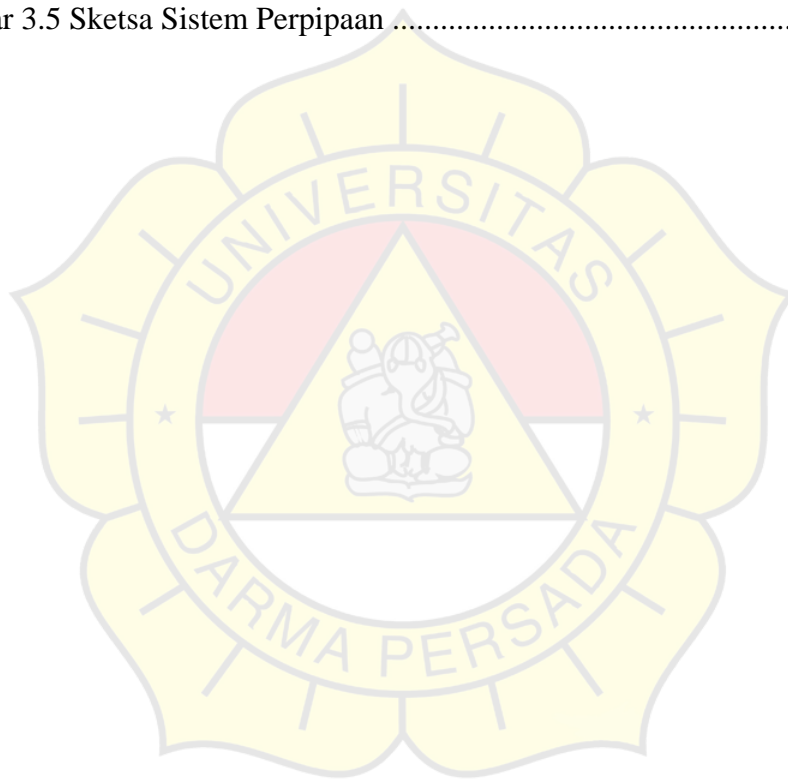 ar 3.5 Sketsa Sistem Perpipaan ....................................................
UNIVERSITAS
DARMA PERSADA